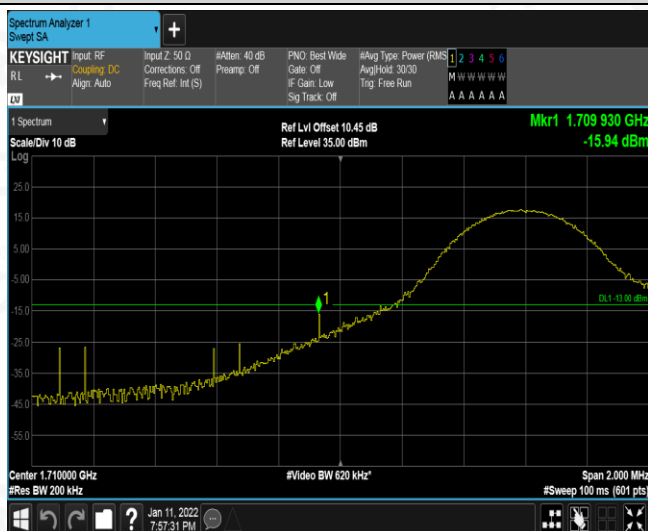 Spectrum Analyzer 1
Swept SA
+
KEYSIGHT
RL
LXI
Input: RF
Coupling: DC
Align: Auto
Input Z: 50 Ω
Corrections: Off
Freq Ref: Int (S)
#Atten: 40 dB
Preamp: Off
PNO: Best Wide
Gate: Off
IF Gain: Low
Sig Track: Off
#Avg Type: Power (RMS
Avg|Hold: 30/30
Trig: Free Run
1 2 3 4 5 6
M W W W W W
A A A A A A
1 Spectrum
Scale/Div 10 dB
Log
Ref Lvl Offset 10.45 dB
Ref Level 35.00 dBm
Mkr1 1.709 930 GHz
-15.94 dBm
25.0
15.0
5.00
-5.00
-15.0
-25.0
-35.0
-45.0
-55.0
1
DL1 -13.00 dBm
Center 1.710000 GHz
#Res BW 200 kHz
#Video BW 620 kHz*
Span 2.000 MHz
#Sweep 100 ms (601 pts)
?
Jan 11, 2022
7:57:31 PM